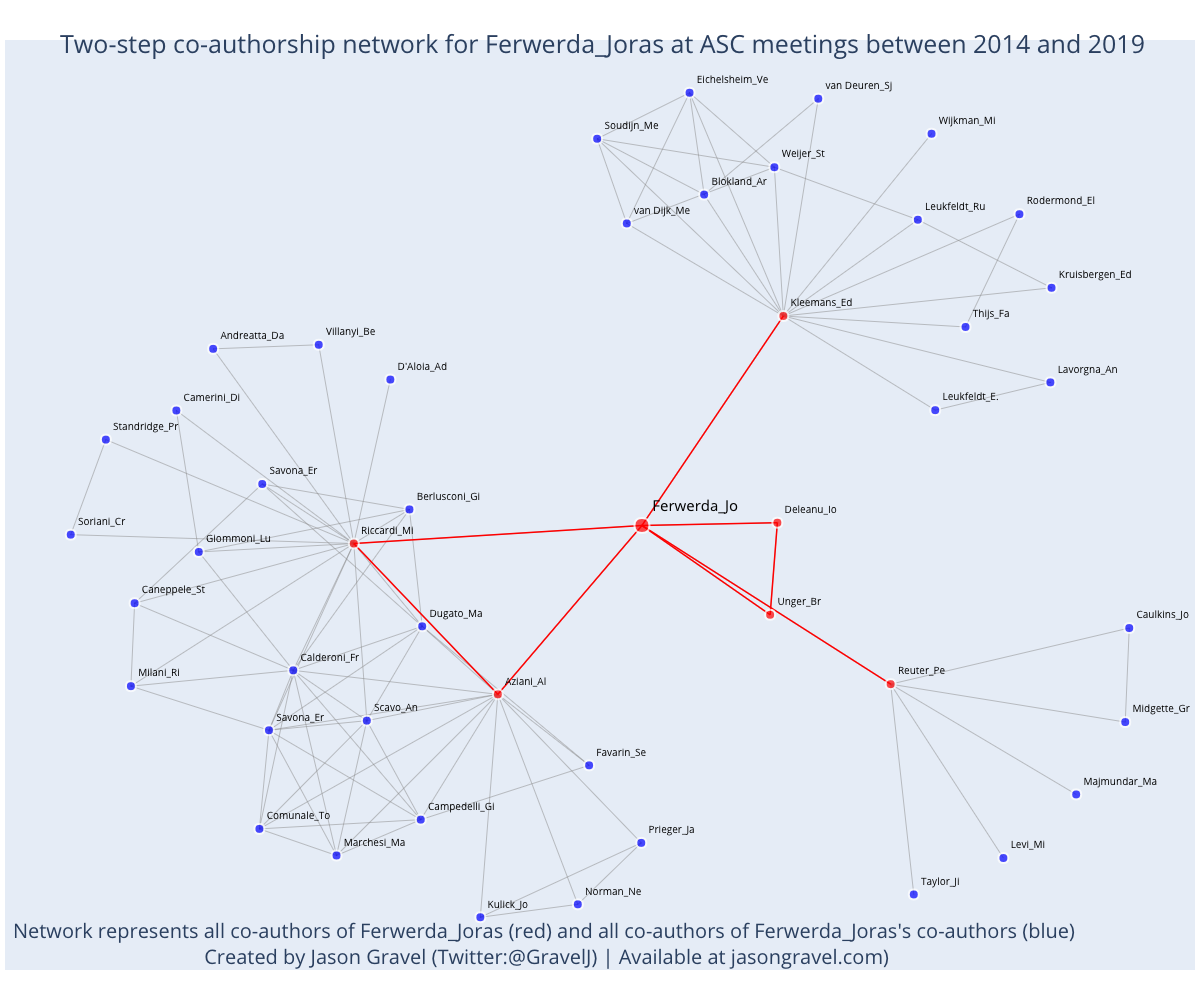 Two-step co-authorship network for Ferwerda_Joras at ASC meetings between 2014 and 2019
Eichelsheim_Ve
van Deuren_Sj
Soudijn_Me
Wijkman_Mi
Weijer_St
Blokland_Ar
van Dijk_Me
Leukfeldt_Ru
Rodermond_El
Kruisbergen_Ed
Kleemans_Ed
Thijs_Fa
Andreatta_Da
Villanyi_Be
D'Aloia_Ad
Lavorgna_An
Camerini_Di
Leukfeldt_E.
Standridge_Pr
Savona_Er
Berlusconi_Gi
Ferwerda_Jo
Deleanu_Io
Soriani_Cr
Riccardi_Mi
Giommoni_Lu
Caneppele_St
Dugato_Ma
Unger_Br
Caulkins_Jo
Calderoni_Fr
Milani_Ri
Aziani_Al
Reuter_Pe
Savona_Er
Scavo_An
Midgette_Gr
Favarin_Se
Majmundar_Ma
Comunale_To
Campedelli_Gi
Prieger_Ja
Marchesi_Ma
Levi_Mi
Taylor_Ji
Kulick_Jo
Norman_Ne
Network represents all co-authors of Ferwerda_Joras (red) and all co-authors of Ferwerda_Joras's co-authors (blue)
Created by Jason Gravel (Twitter:@GravelJ) | Available at jasongravel.com)